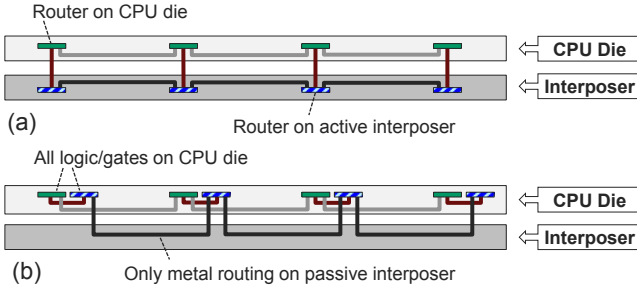 Router on CPU die
CPU Die
Interposer
(a)
Router on active interposer
All logic/gates on CPU die
CPU Die
Interposer
(b)
Only metal routing on passive interposer